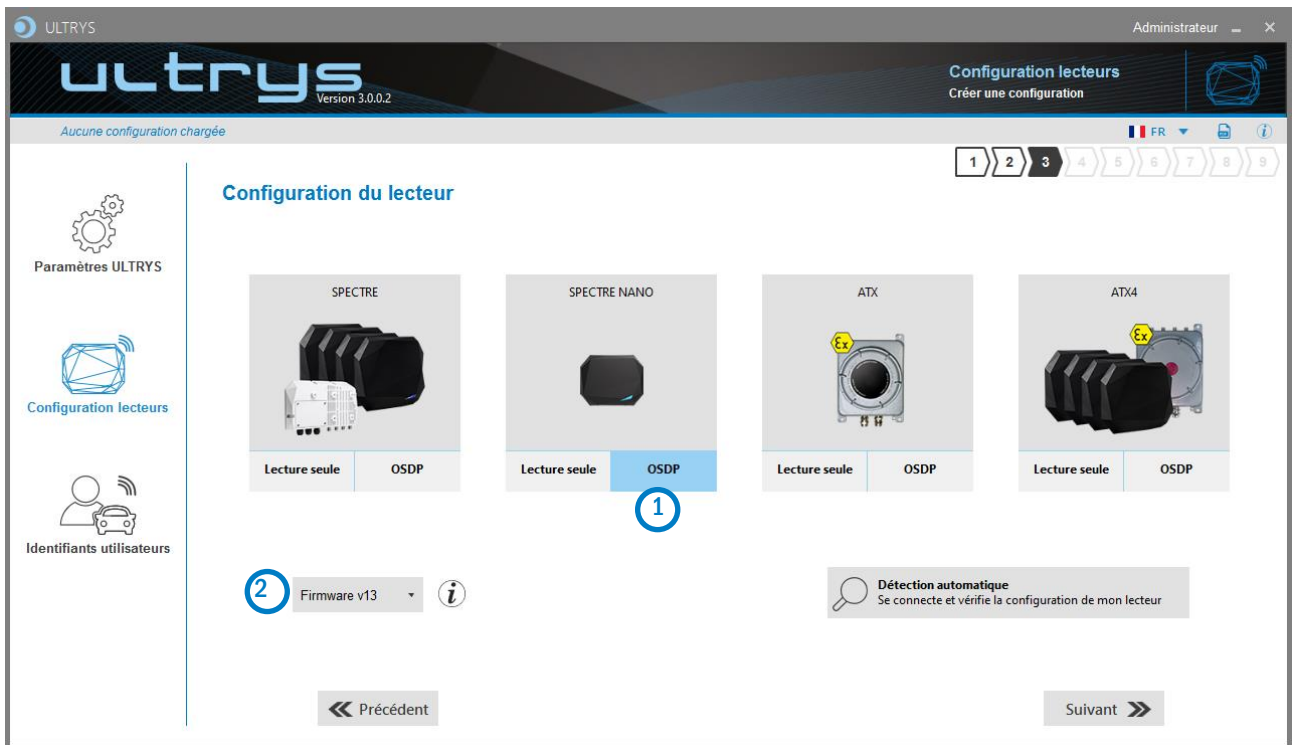 ULTRYS
Administrateur
ultrys
Version 3.0.0.2
Configuration lecteurs
Créer une configuration
Aucune configuration chargée
FR
i
1 2 3 4 5 6 7 8 9
Configuration du lecteur
Paramètres ULTRYS
Configuration lecteurs
Identifiants utilisateurs
SPECTRE
Lecture seule OSDP
SPECTRE NANO
Lecture seule OSDP
1
ATX
εx
Lecture seule OSDP
ATX4
εx
Lecture seule OSDP
2
Firmware v13
i
Détection automatique
Se connecte et vérifie la configuration de mon lecteur
Précédent
Suivant